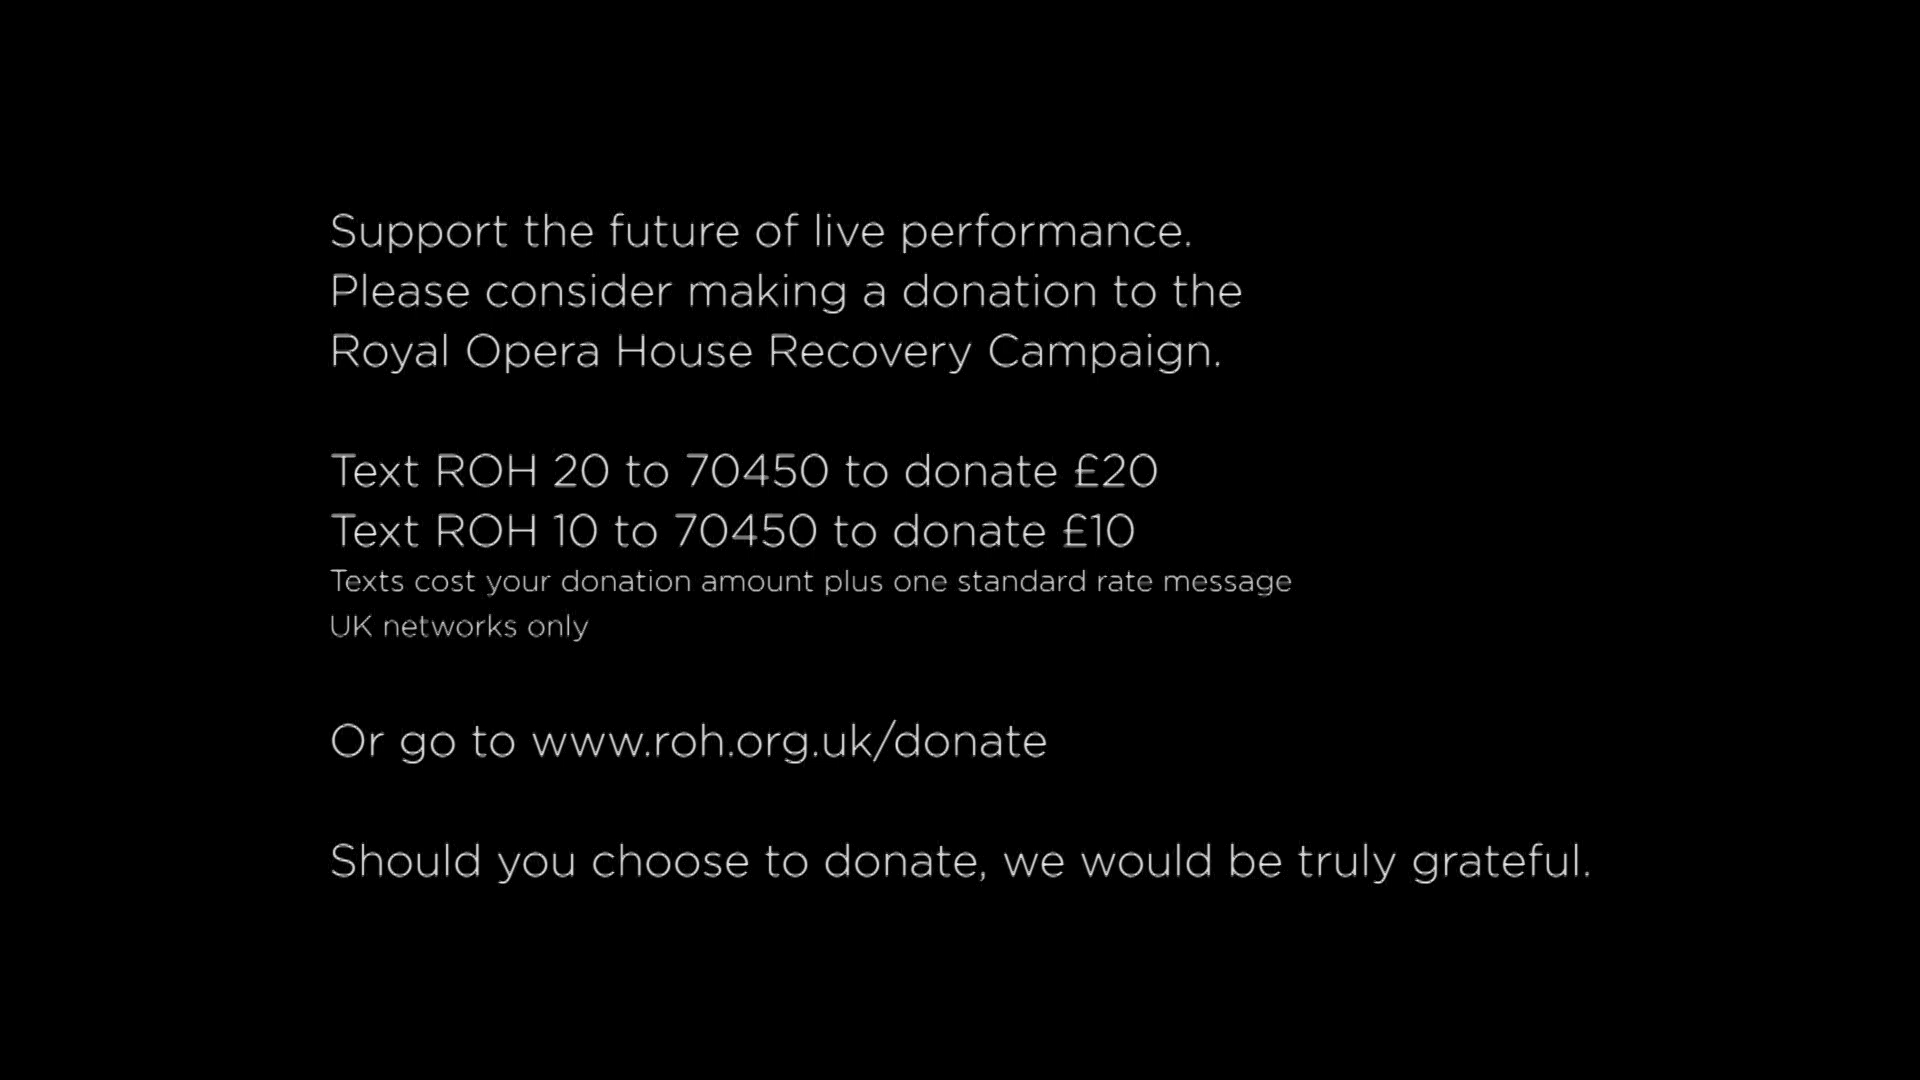 Support the future of live performance.
Please consider making a donation to the
Royal Opera House Recovery Campaign.
Text ROH 20 to 70450 to donate £20
Text ROH 10 to 70450 to donate £10
Texts cost your donation amount plus one standard rate message
UK networks only
Or go to www.roh.org.uk/donate
Should you choose to donate, we would be truly grateful.